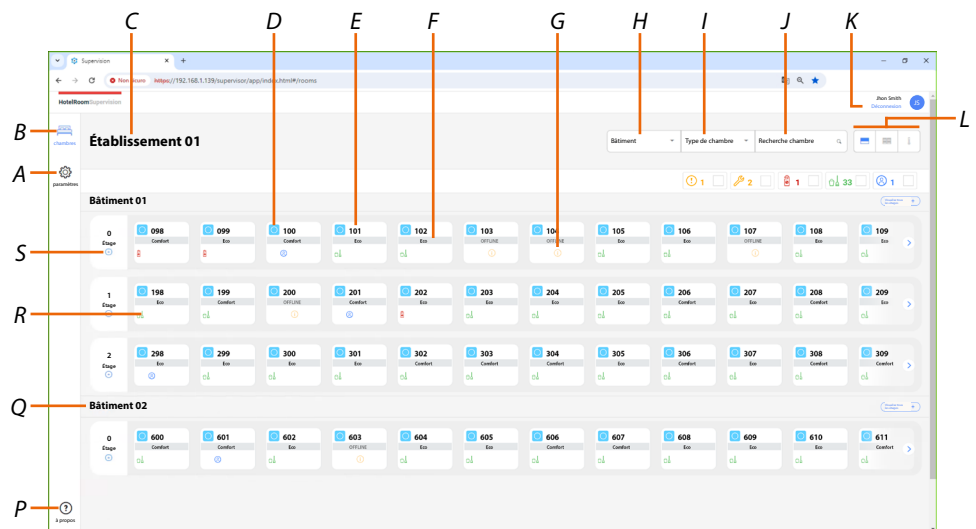 C D E F G H I J K
Supervision × +
Non sécure https://192.168.1.139/supervisor/app/index.html#/rooms
HotelRoomSupervision
Jhon Smith
Déconnexion
JS
B
chambres
L
Établissement 01
Bâtiment Type de chambre Recherche chambre
A
paramètres
1 2 1 33 1
Bâtiment 01
098 099 100 101 102 103 104 105 106 107 108 109
0
Étage
Comfort Eco Comfort Eco Eco OFFLINE OFFLINE Eco Eco OFFLINE Eco Eco
S
198 199 200 201 202 203 204 205 206 207 208 209
1
Étage
Eco Comfort OFFLINE Comfort Eco Eco Eco Eco Comfort Eco Comfort Eco
R
298 299 300 301 302 303 304 305 306 307 308 309
2
Étage
Eco Eco Eco Eco Comfort Comfort Comfort Eco Comfort Eco Comfort Comfort
Q
Bâtiment 02
600 601 602 603 604 605 606 607 608 609 610 611
0
Étage
Comfort Comfort Eco OFFLINE Eco Eco Comfort Comfort Eco Eco Eco Comfort
P
?
à propos